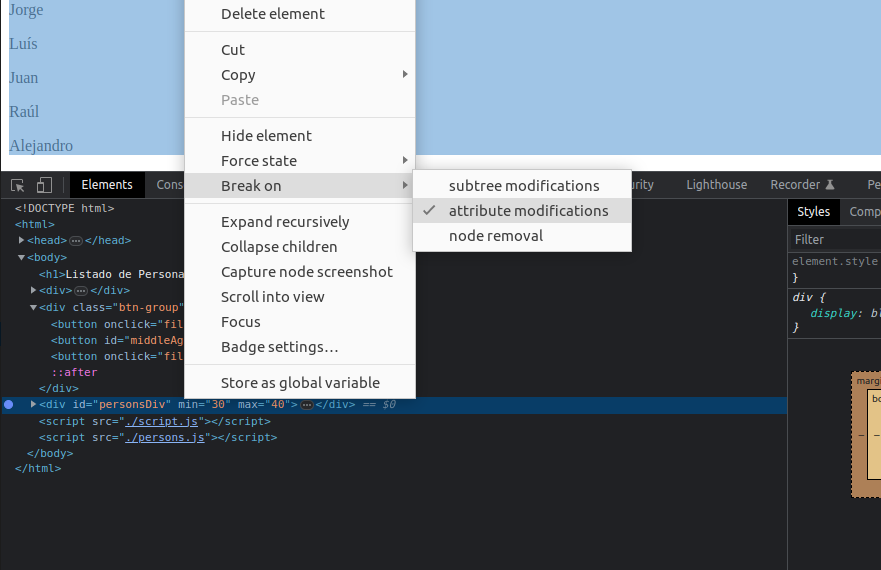 Jorge
Luís
Juan
Raúl
Alejandro
Delete element
Cut
Copy
Paste
Hide element
Force state
Break on
Expand recursively
Collapse children
Capture node screenshot
Scroll into view
Focus
Badge settings…
Store as global variable
subtree modifications
attribute modifications
node removal
Elements Cons urity Lighthouse Recorder Pe
<!DOCTYPE html>
<html>
<head> … </head>
<body>
<h1>Listado de Persona
<div> … </div>
<div class="btn-group"
<button onclick="fil
<button id="middleAg
<button onclick="fil
::after
</div>
<div id="personsDiv" min="30" max="40"> … </div> == $0
<script src="./script.js"></script>
<script src="./persons.js"></script>
</body>
</html>
Styles Comp
Filter
element.style
}
div {
display: bl
}
margi
bo
– –